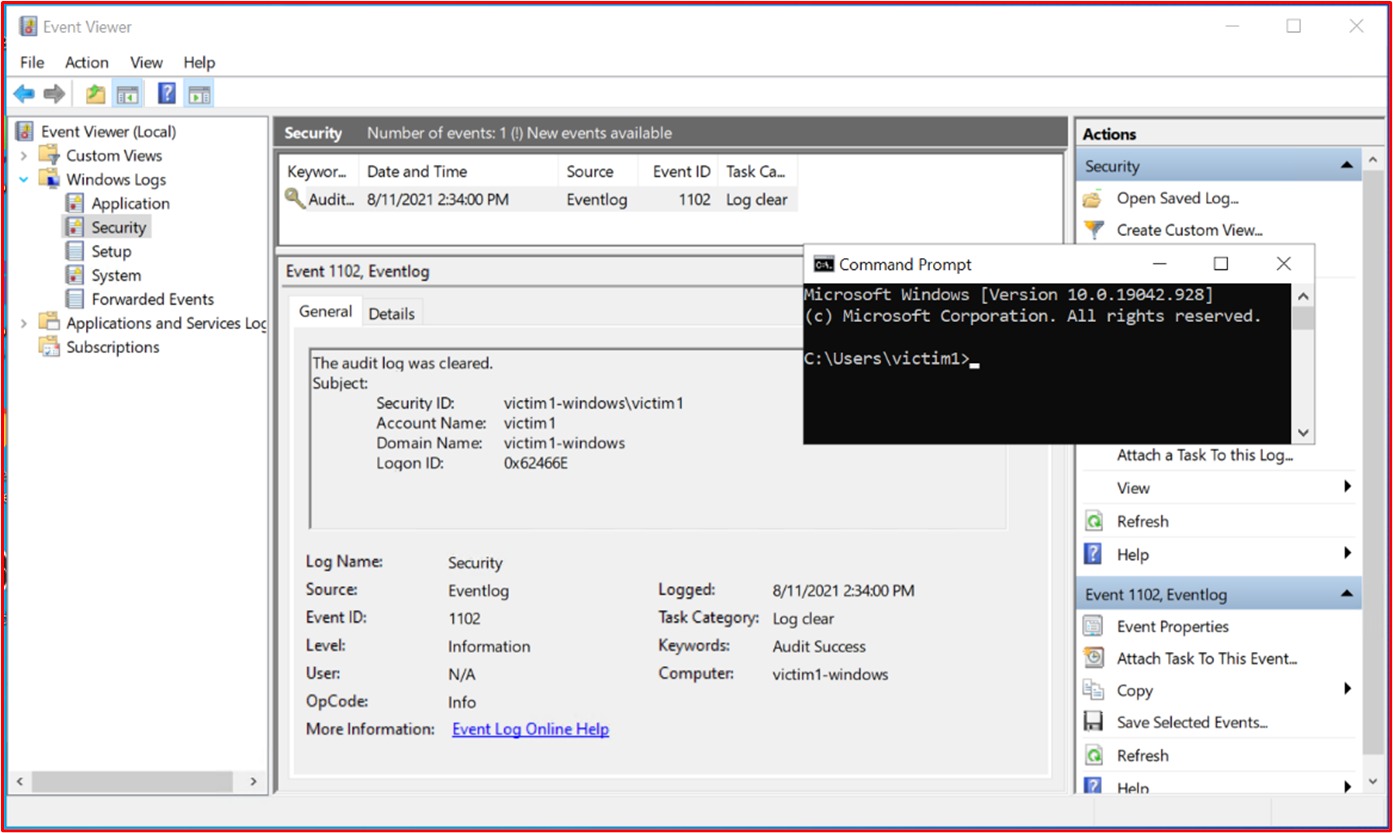 Event Viewer
File Action View Help
Event Viewer (Local)
Custom Views
Windows Logs
Application
Security
Setup
System
Forwarded Events
Applications and Services Log
Subscriptions
Security Number of events: 1 (!) New events available
Keywor... Date and Time Source Event ID Task Ca...
Audit... 8/11/2021 2:34:00 PM Eventlog 1102 Log clear
Event 1102, Eventlog
General Details
The audit log was cleared.
Subject:
Security ID: victim1-windows\victim1
Account Name: victim1
Domain Name: victim1-windows
Logon ID: 0x62466E
Log Name: Security
Source: Eventlog Logged: 8/11/2021 2:34:00 PM
Event ID: 1102 Task Category: Log clear
Level: Information Keywords: Audit Success
User: N/A Computer: victim1-windows
OpCode: Info
More Information: Event Log Online Help
Command Prompt
Microsoft Windows [Version 10.0.19042.928]
(c) Microsoft Corporation. All rights reserved.
C:\Users\victim1>_
Actions
Security
Open Saved Log...
Create Custom View...
Attach a Task To this Log...
View
Refresh
Help
Event 1102, Eventlog
Event Properties
Attach Task To This Event...
Copy
Save Selected Events...
Refresh
Help